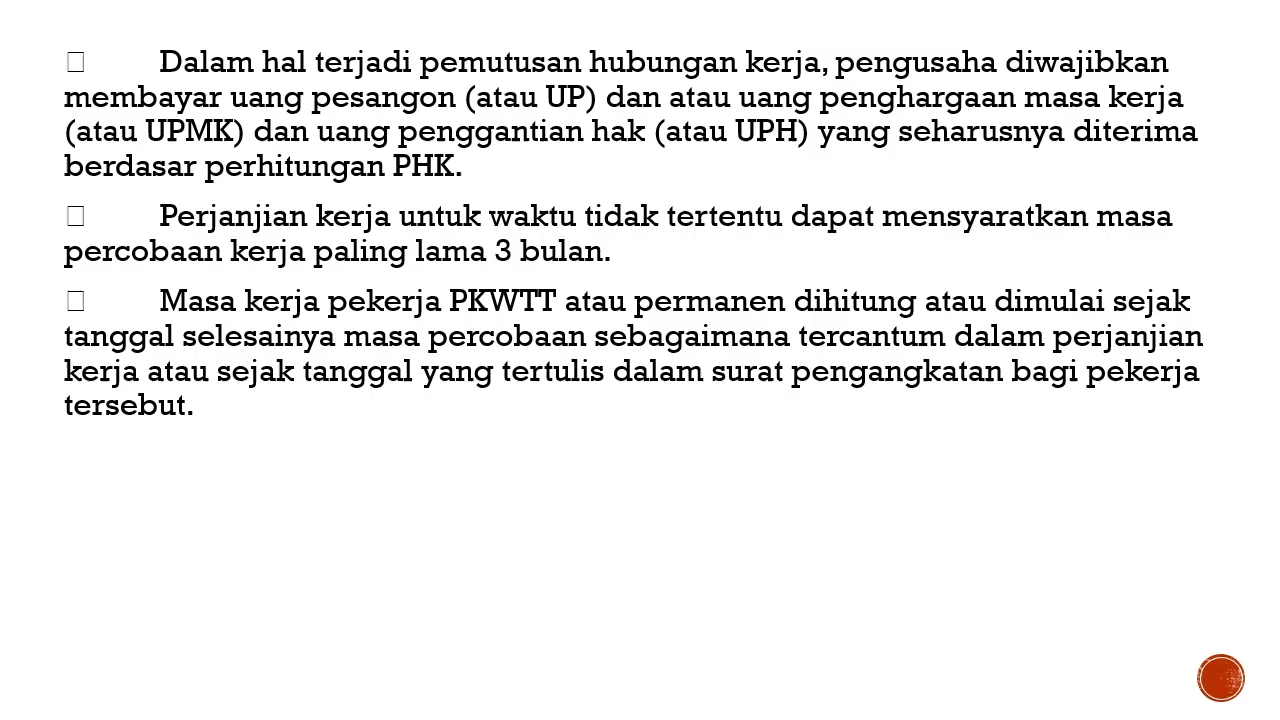 Dalam hal terjadi pemutusan hubungan kerja, pengusaha diwajibkan
membayar uang pesangon (atau UP) dan atau uang penghargaan masa kerja
(atau UPMK) dan uang penggantian hak (atau UPH) yang seharusnya diterima
berdasar perhitungan PHK.
Perjanjian kerja untuk waktu tidak tertentu dapat mensyaratkan masa
percobaan kerja paling lama 3 bulan.
Masa kerja pekerja PKWTT atau permanen dihitung atau dimulai sejak
tanggal selesainya masa percobaan sebagaimana tercantum dalam perjanjian
kerja atau sejak tanggal yang tertulis dalam surat pengangkatan bagi pekerja
tersebut.